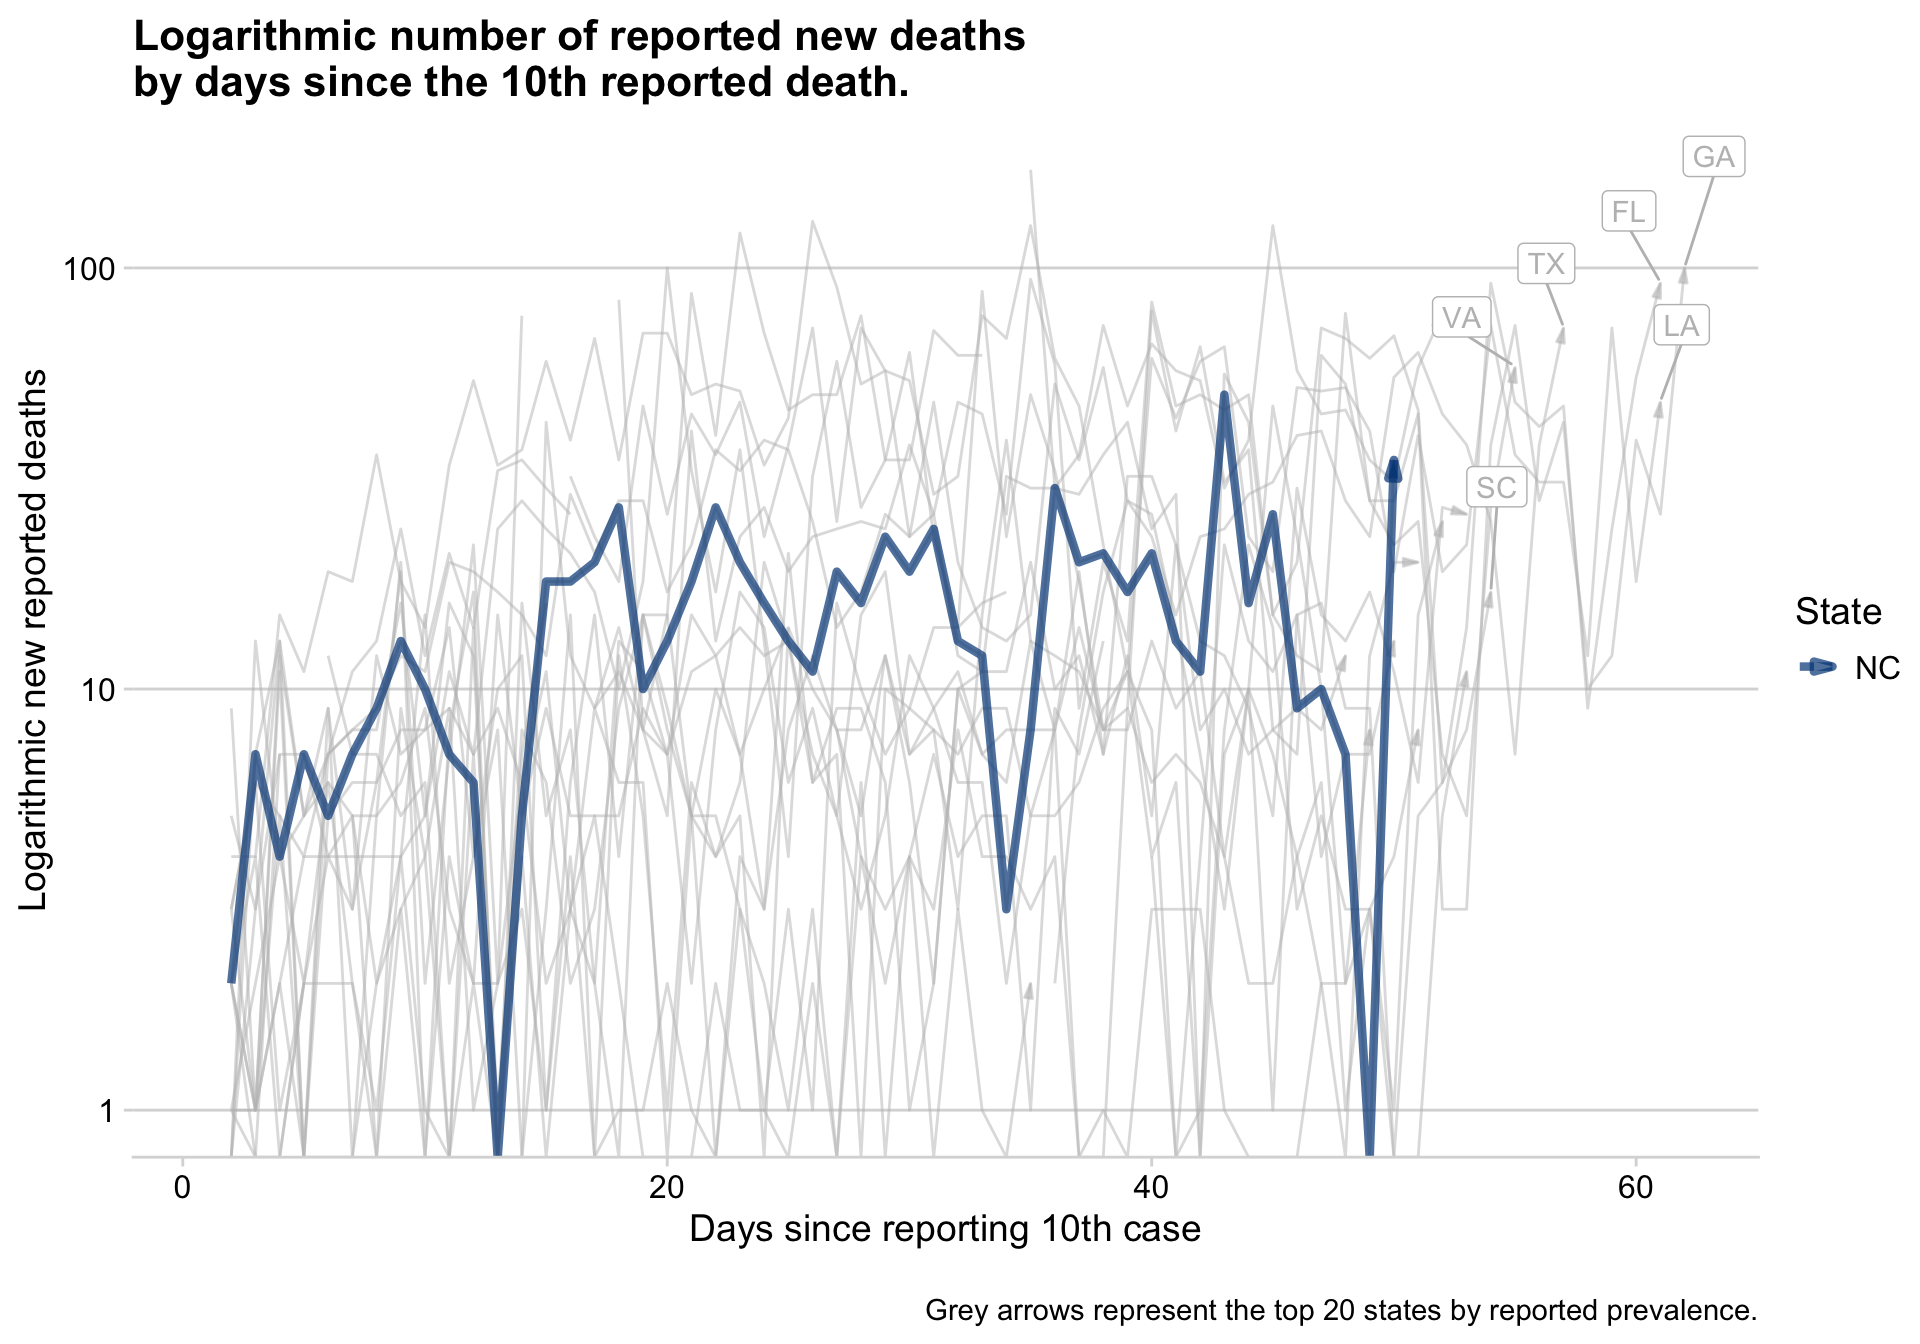 Logarithmic number of reported new deaths
by days since the 10th reported death.
GA
FL
TX
VA
LA
SC
100
10
1
Logarithmic new reported deaths
0 20 40 60
Days since reporting 10th case
State
NC
Grey arrows represent the top 20 states by reported prevalence.